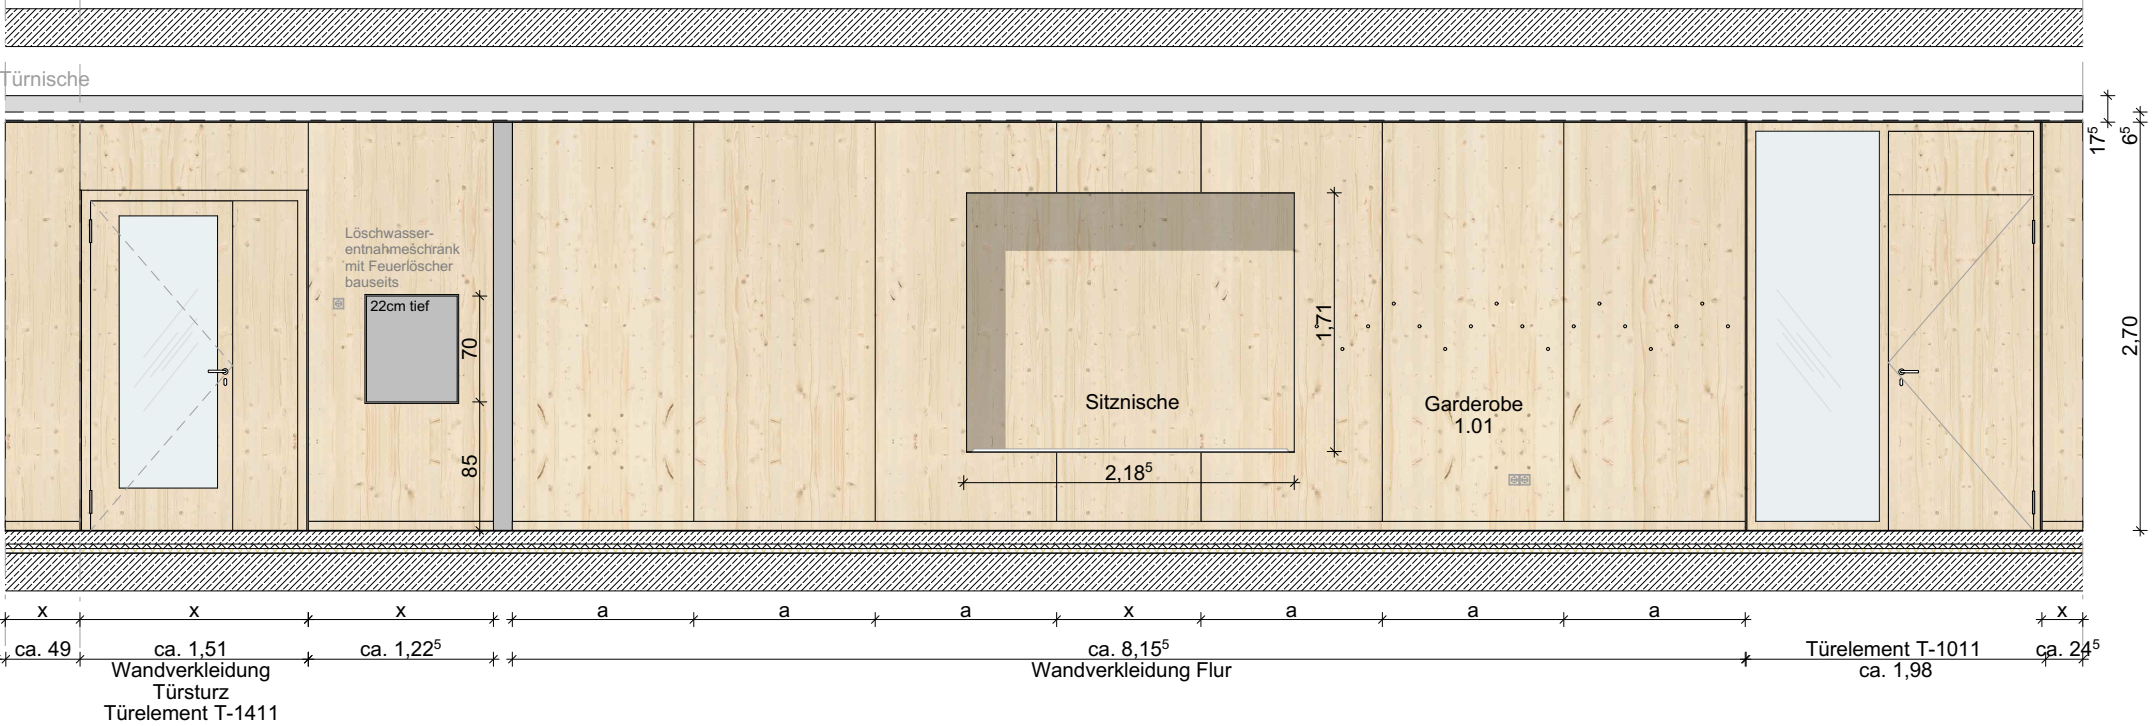 Türnische
17⁵
6⁵
Löschwasser-
entnahmeschrank
mit Feuerlöscher
bauseits
22cm tief
70
85
1,71
2,70
Sitznische
2,18⁵
Garderobe
1.01
x x x a a a x a a a x
ca. 49 ca. 1,51 ca. 1,22⁵ ca. 8,15⁵ Türelement T-1011 ca. 24⁵
Wandverkleidung Wandverkleidung Flur ca. 1,98
Türsturz
Türelement T-1411